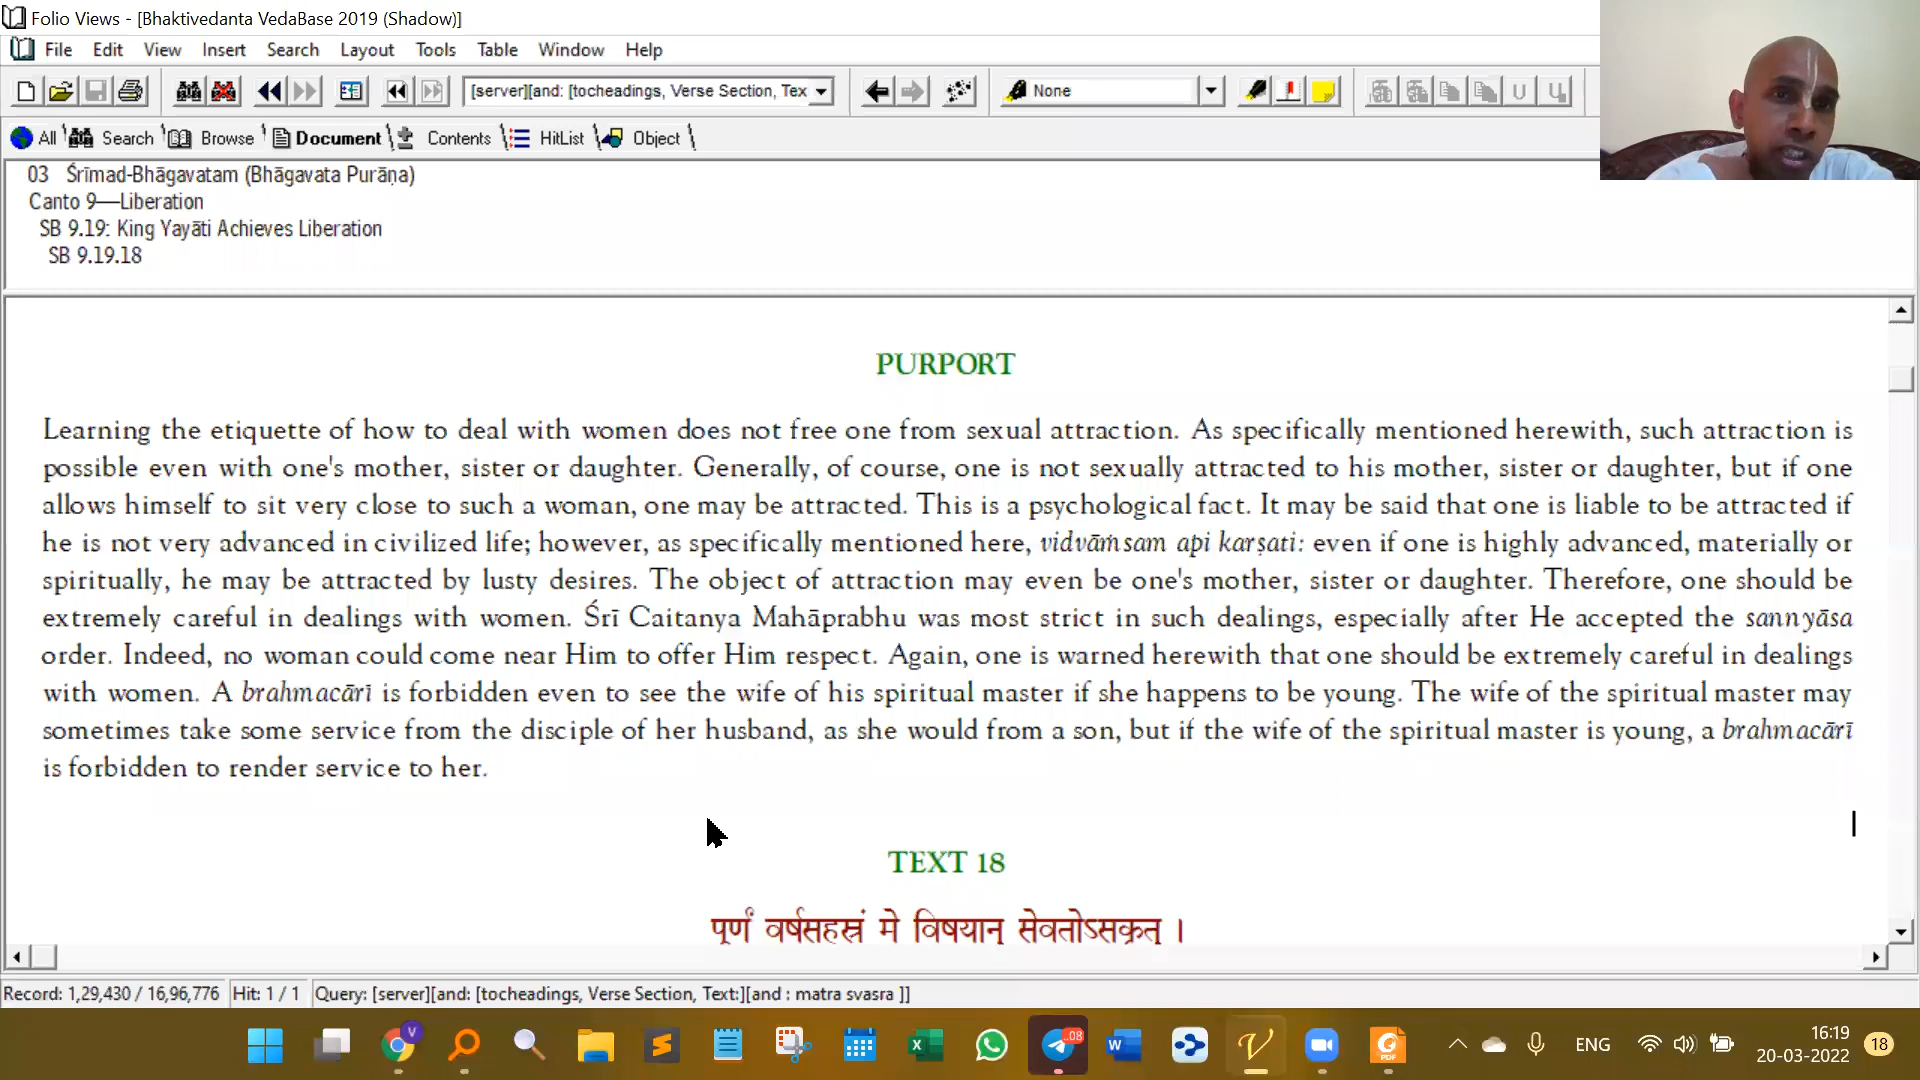 Folio Views - [Bhaktivedanta VedaBase 2019 (Shadow)]
File Edit View Insert Search Layout Tools Table Window Help
[server][and: [tocheadings, Verse Section, Tex
None
All Search Browse Document Contents HitList Object
03 Śrīmad-Bhāgavatam (Bhāgavata Purāṇa)
Canto 9—Liberation
SB 9.19: King Yayāti Achieves Liberation
SB 9.19.18
PURPORT
Learning the etiquette of how to deal with women does not free one from sexual attraction. As specifically mentioned herewith, such attraction is
possible even with one's mother, sister or daughter. Generally, of course, one is not sexually attracted to his mother, sister or daughter, but if one
allows himself to sit very close to such a woman, one may be attracted. This is a psychological fact. It may be said that one is liable to be attracted if
he is not very advanced in civilized life; however, as specifically mentioned here, vidvāṁsam api karṣati: even if one is highly advanced, materially or
spiritually, he may be attracted by lusty desires. The object of attraction may even be one's mother, sister or daughter. Therefore, one should be
extremely careful in dealings with women. Śrī Caitanya Mahāprabhu was most strict in such dealings, especially after He accepted the sannyāsa
order. Indeed, no woman could come near Him to offer Him respect. Again, one is warned herewith that one should be extremely careful in dealings
with women. A brahmacārī is forbidden even to see the wife of his spiritual master if she happens to be young. The wife of the spiritual master may
sometimes take some service from the disciple of her husband, as she would from a son, but if the wife of the spiritual master is young, a brahmacārī
is forbidden to render service to her.
TEXT 18
पूर्णं वर्षसहस्रं मे विषयान् सेवतोऽसकृत् ।
Record: 1,29,430 / 16,96,776 Hit: 1 / 1 Query: [server][and: [tocheadings, Verse Section, Text:][and : matra svasra ]]
V
..08
PDF
ENG
16:19
20-03-2022
18